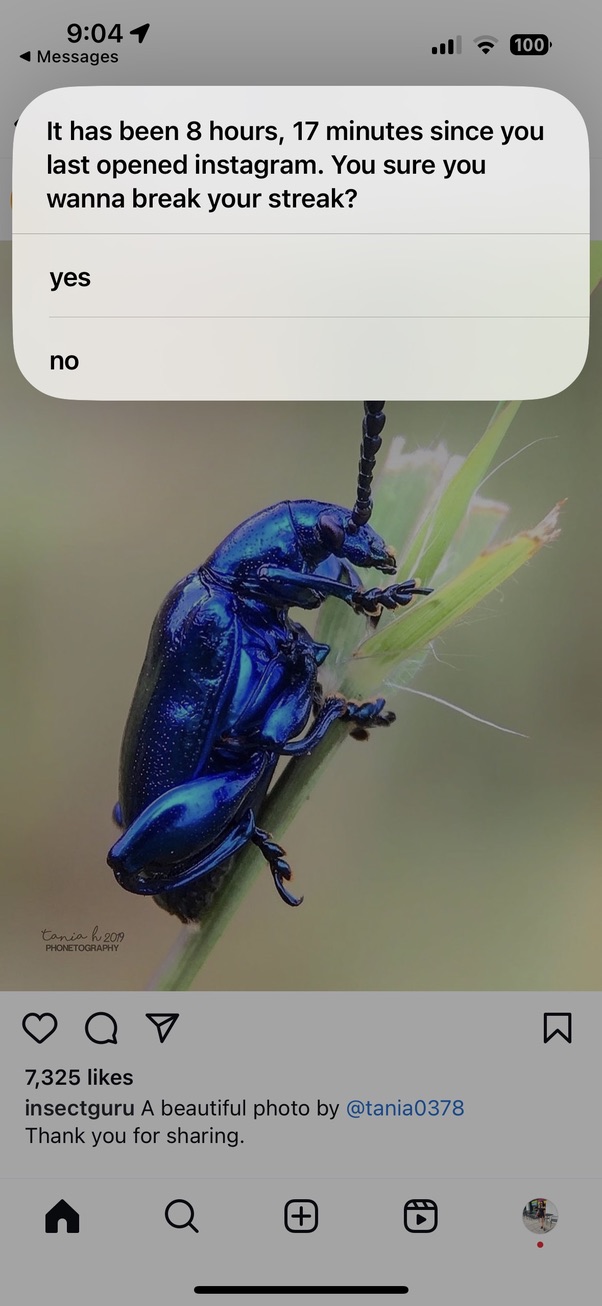 9:04
100
◀ Messages
It has been 8 hours, 17 minutes since you
last opened instagram. You sure you
wanna break your streak?
yes
no
tania h 2019
PHONETOGRAPHY
7,325 likes
insectguru A beautiful photo by @tania0378
Thank you for sharing.